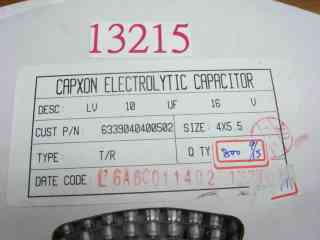 13215
CAPXON ELECTROLYTIC CAPACITOR
DESC: LV 10 UF 16 V
CUST P/N 6339040400502 SIZE: 4X5.5
TYPE: T/R Q TY 800
DATE CODE: